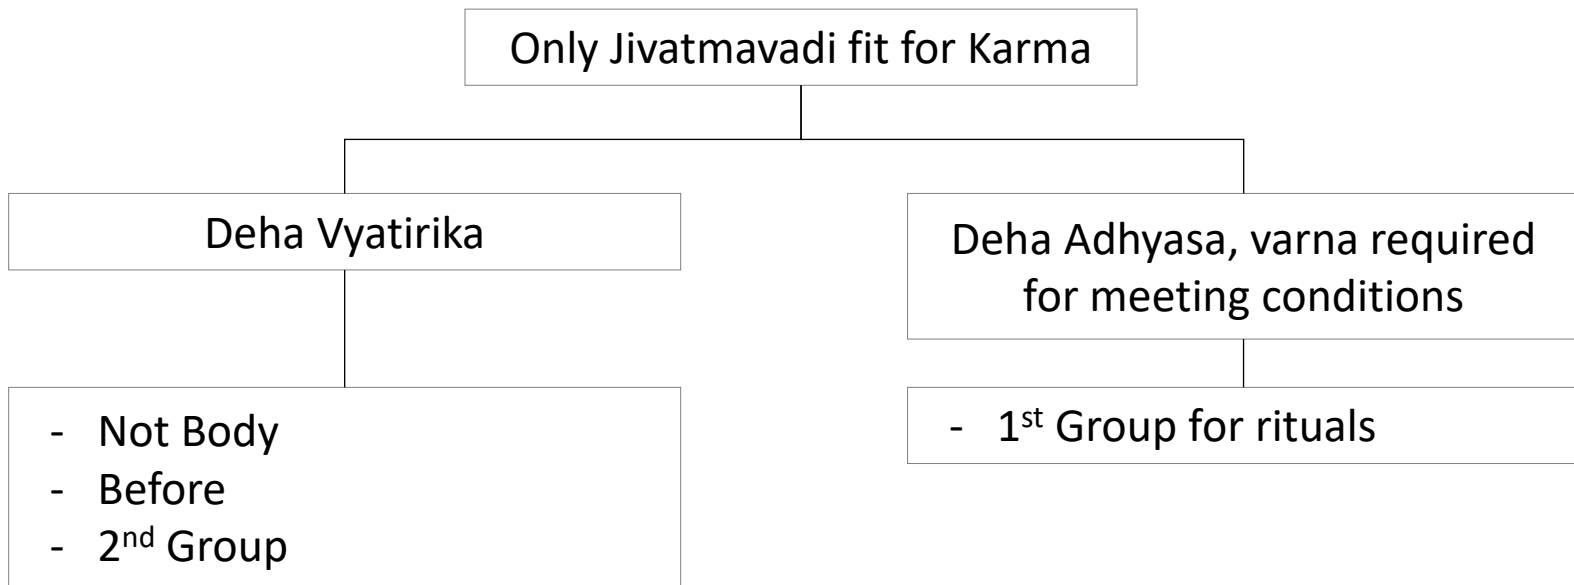 Only Jivatmavadi fit for Karma
Deha Vyatirika
- Not Body
- Before
- 2nd Group
Deha Adhyasa, varna required
for meeting conditions
- 1st Group for rituals